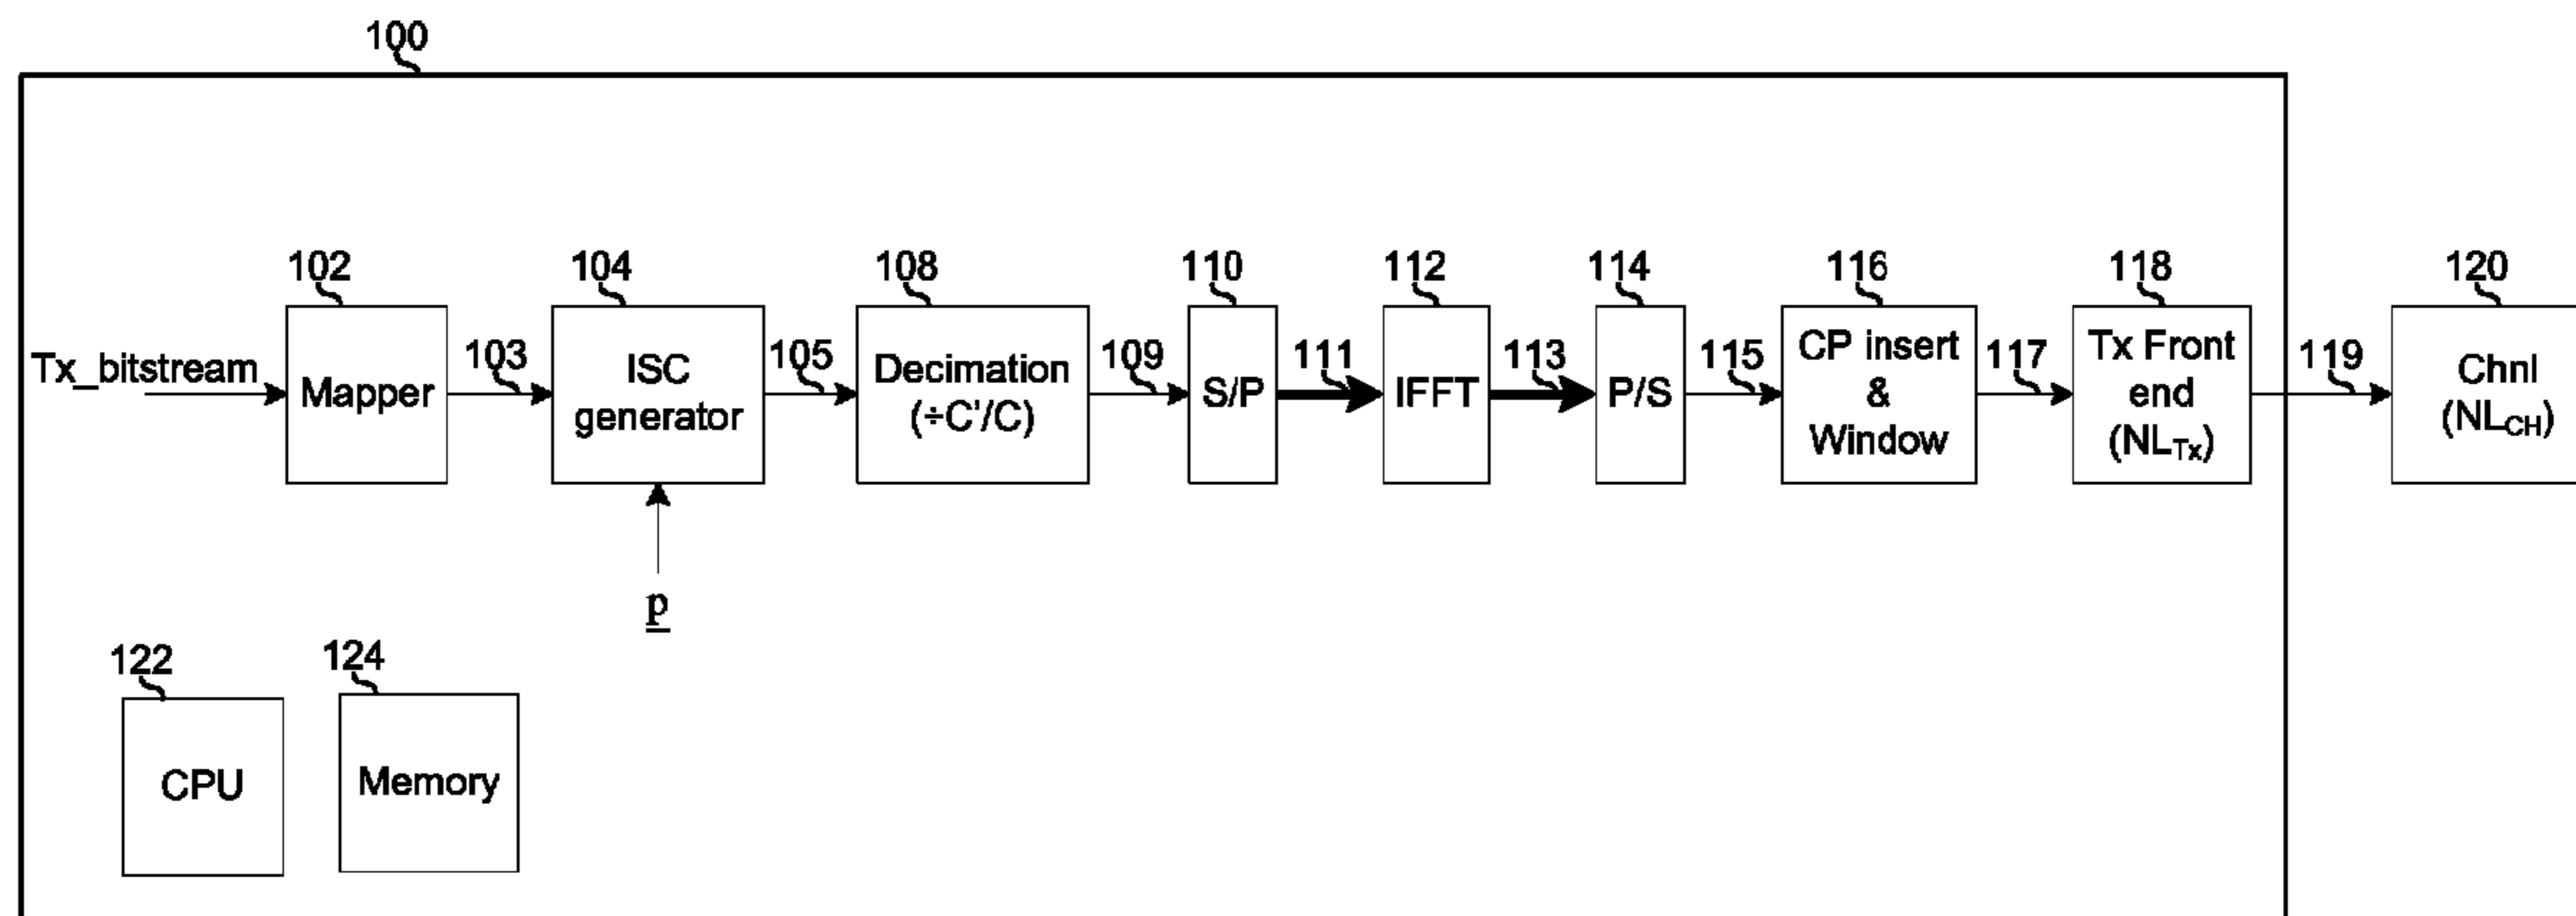 100
102
104
108
110
112
114
116
118
120
Tx_bitstream
Mapper
103
ISC
generator
105
Decimation
(÷C'/C)
109
S/P
111
IFFT
113
P/S
115
CP insert
&
Window
117
Tx Front
end
(NLTx)
119
Chnl
(NLCH)
p
122
124
CPU
Memory